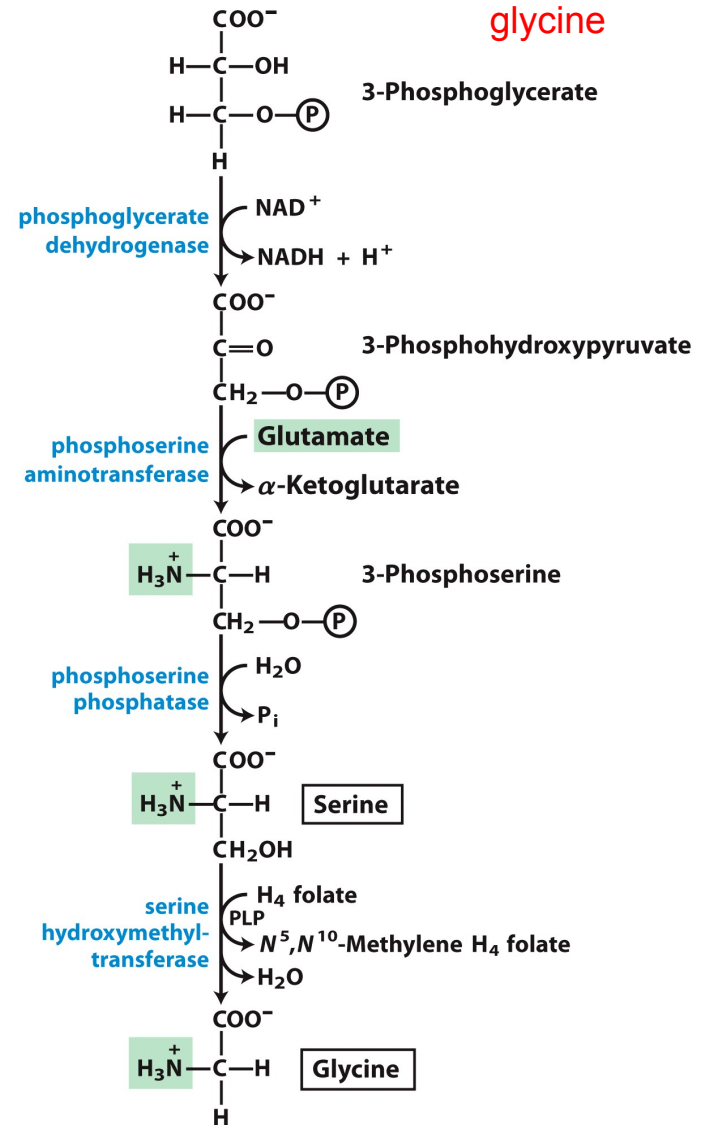 glycine
COO⁻
H—C—OH
3-Phosphoglycerate
H—C—O—P
H
phosphoglycerate
dehydrogenase
NAD⁺
NADH + H⁺
COO⁻
C=O
3-Phosphohydroxypyruvate
CH₂—O—P
phosphoserine
aminotransferase
Glutamate
α-Ketoglutarate
COO⁻
H₃N⁺—C—H
3-Phosphoserine
CH₂—O—P
phosphoserine
phosphatase
H₂O
Pᵢ
COO⁻
H₃N⁺—C—H
Serine
CH₂OH
serine
hydroxymethyl-
transferase
H₄ folate
PLP
N⁵,N¹⁰-Methylene H₄ folate
H₂O
COO⁻
H₃N⁺—C—H
Glycine
H